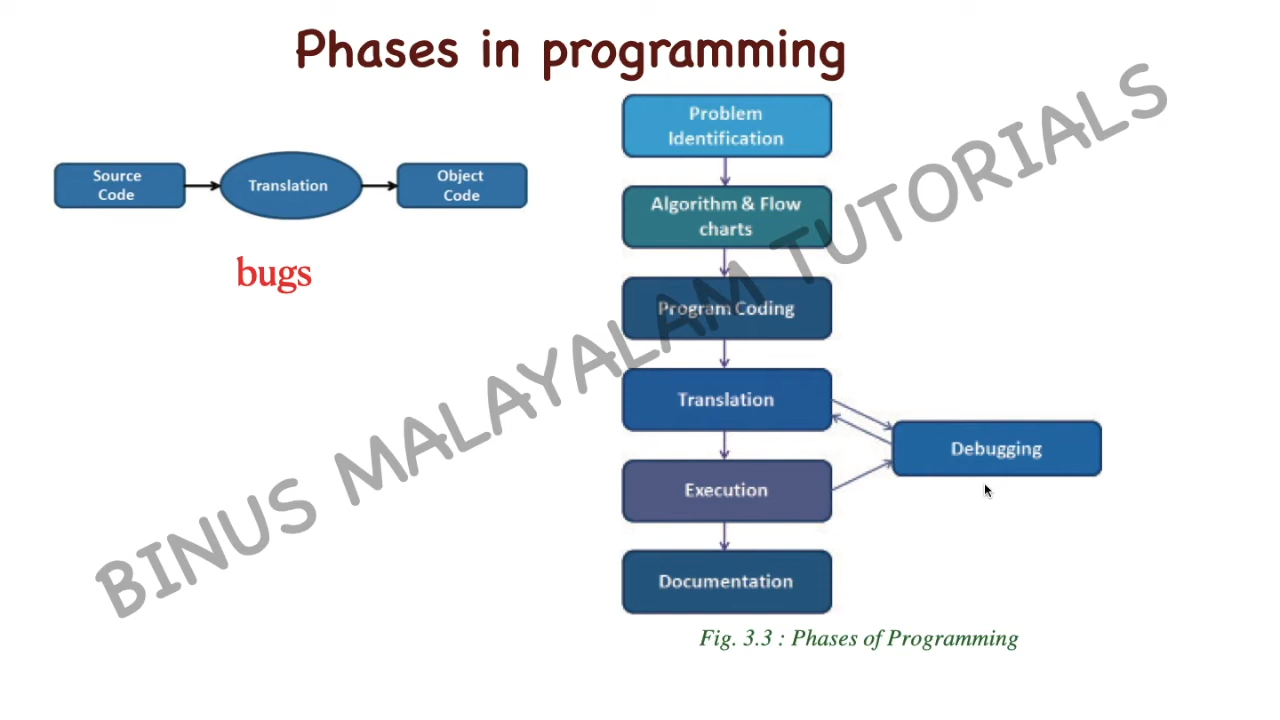 Phases in programming
Source
Code
Translation
Object
Code
bugs
Problem
Identification
Algorithm & Flow
charts
Program Coding
Translation
Debugging
Execution
Documentation
Fig. 3.3 : Phases of Programming
BINUS MALAYALAM TUTORIALS